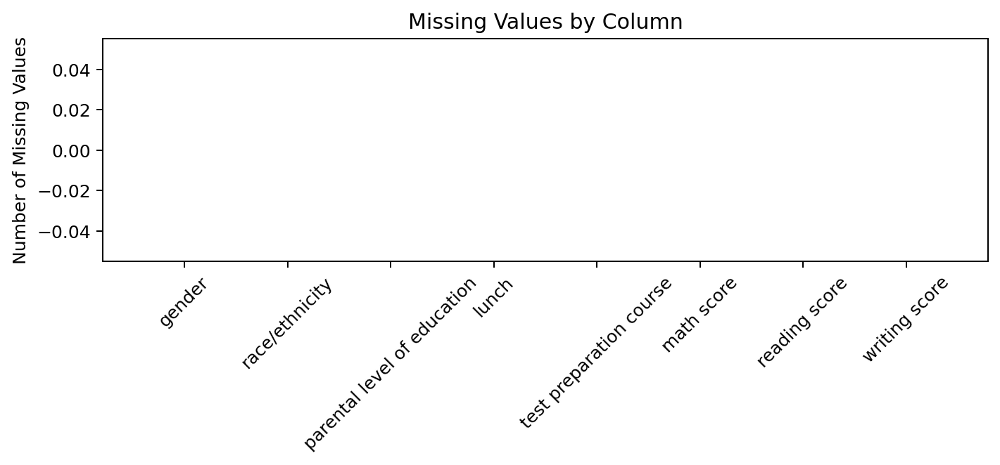 Missing Values by Column
Number of Missing Values
0.04
0.02
0.00
−0.02
−0.04
gender
race/ethnicity
parental level of education
lunch
test preparation course
math score
reading score
writing score